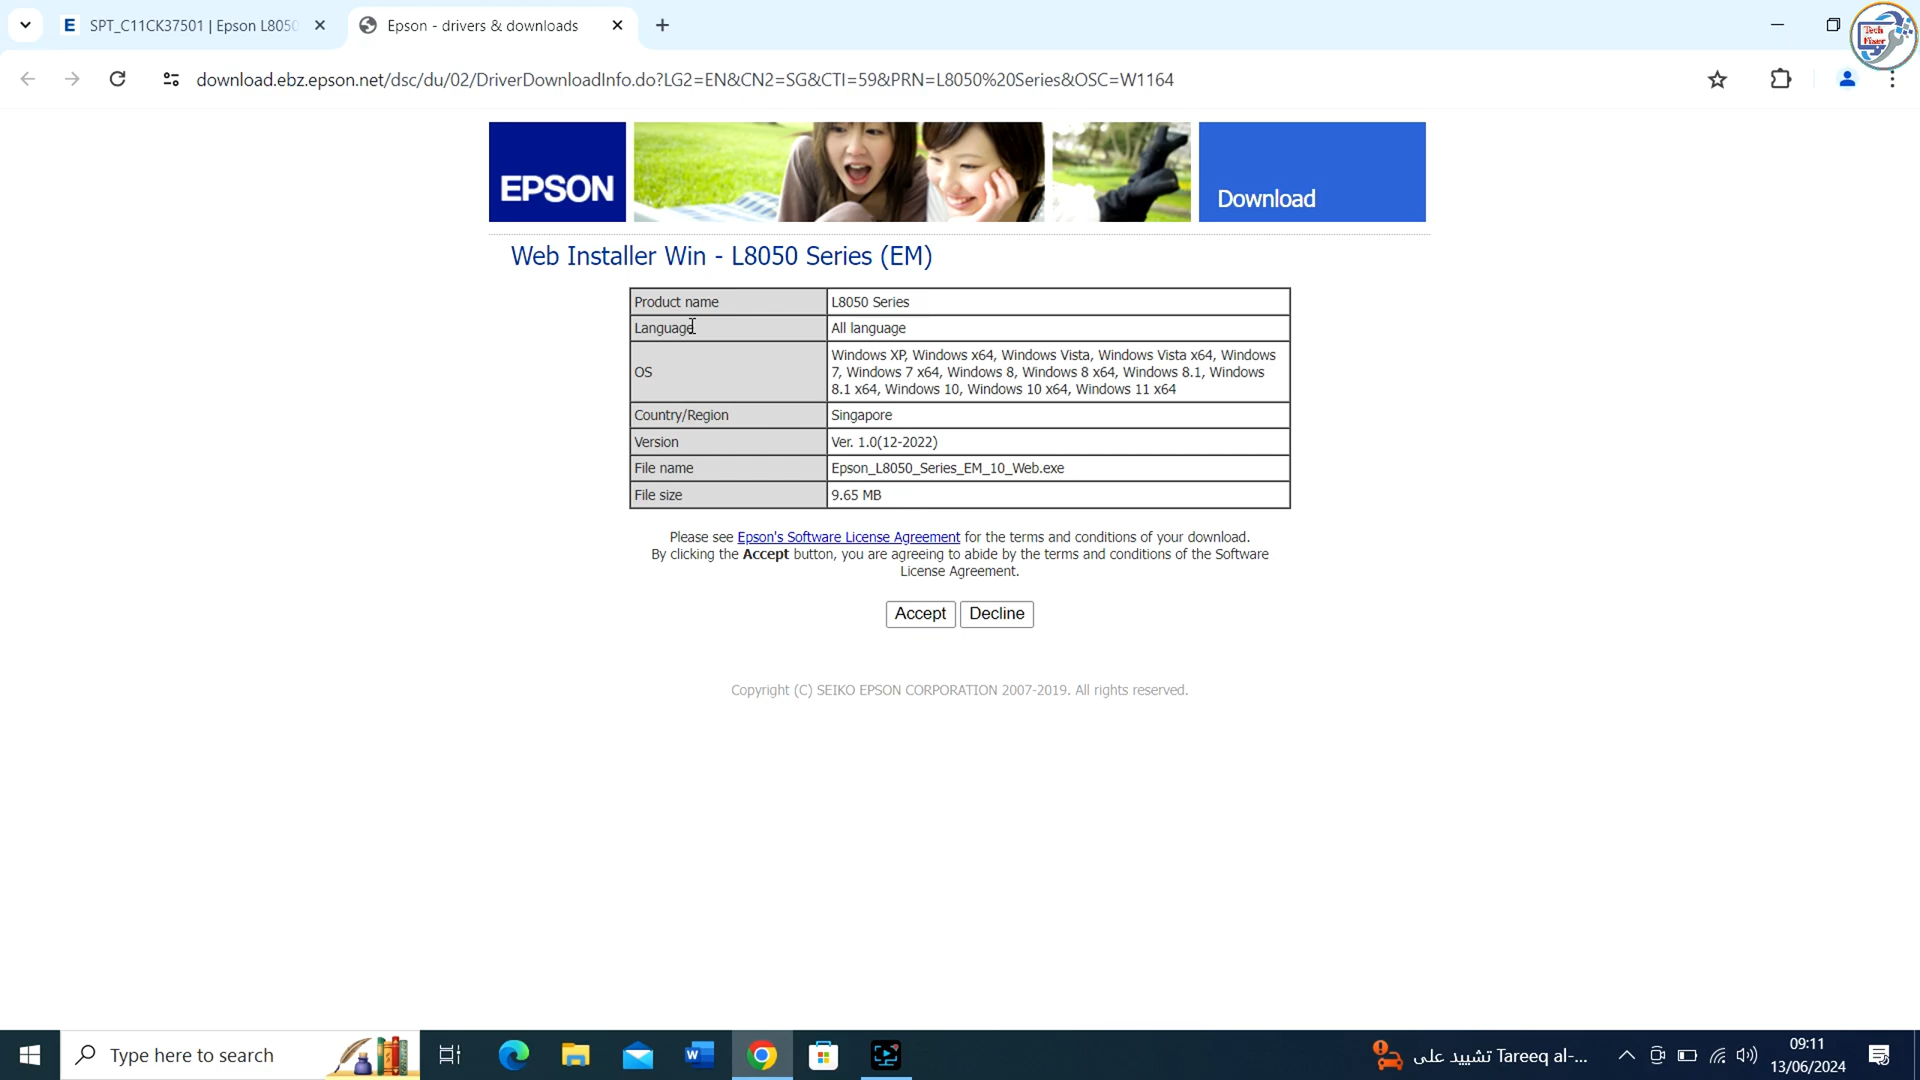 SPT_C11CK37501 | Epson L8050
Epson - drivers & downloads
Tech
Fixer
download.ebz.epson.net/dsc/du/02/DriverDownloadInfo.do?LG2=EN&CN2=SG&CTI=59&PRN=L8050%20Series&OSC=W1164
EPSON
Download
Web Installer Win - L8050 Series (EM)
Product name L8050 Series
Language All language
OS Windows XP, Windows x64, Windows Vista, Windows Vista x64, Windows
7, Windows 7 x64, Windows 8, Windows 8 x64, Windows 8.1, Windows
8.1 x64, Windows 10, Windows 10 x64, Windows 11 x64
Country/Region Singapore
Version Ver. 1.0(12-2022)
File name Epson_L8050_Series_EM_10_Web.exe
File size 9.65 MB
Please see Epson's Software License Agreement for the terms and conditions of your download.
By clicking the Accept button, you are agreeing to abide by the terms and conditions of the Software
License Agreement.
Accept Decline
Copyright (C) SEIKO EPSON CORPORATION 2007-2019. All rights reserved.
Type here to search
تشييد على Tareeq al-...
09:11
13/06/2024